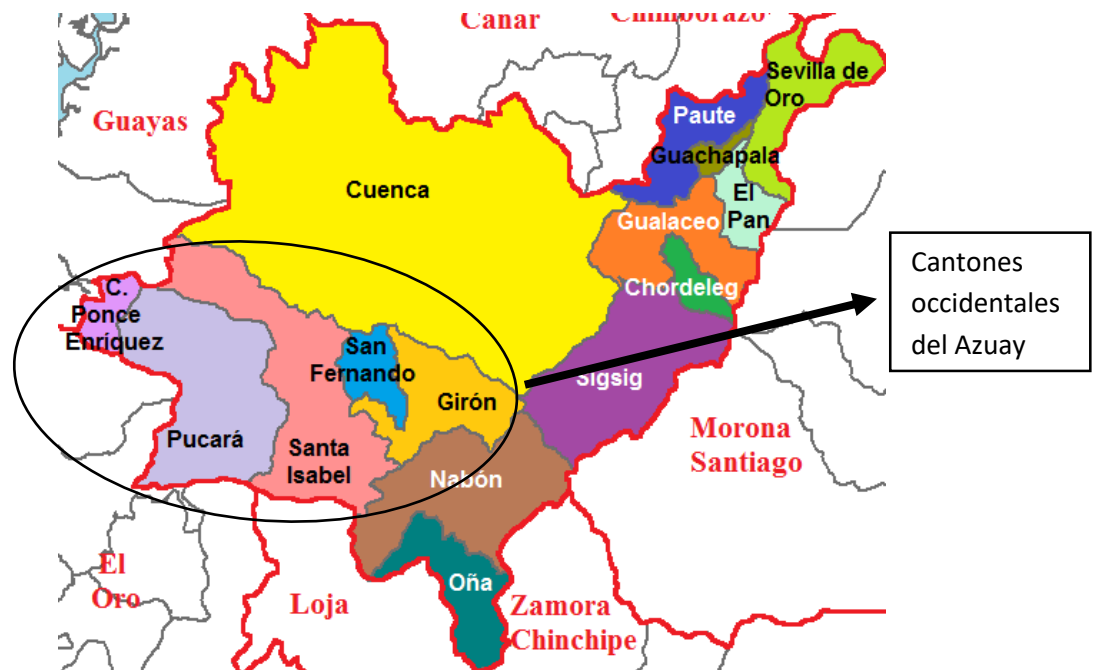 Cañar
Chimborazo
Guayas
Sevilla de
Oro
Paute
Guachapala
Cuenca
El
Pan
Gualaceo
Chordeleg
C.
Ponce
Enríquez
San
Fernando
Girón
Sigsig
Cantones
occidentales
del Azuay
Pucará
Santa
Isabel
Nabón
Morona
Santiago
Oña
El
Oro
Loja
Zamora
Chinchipe